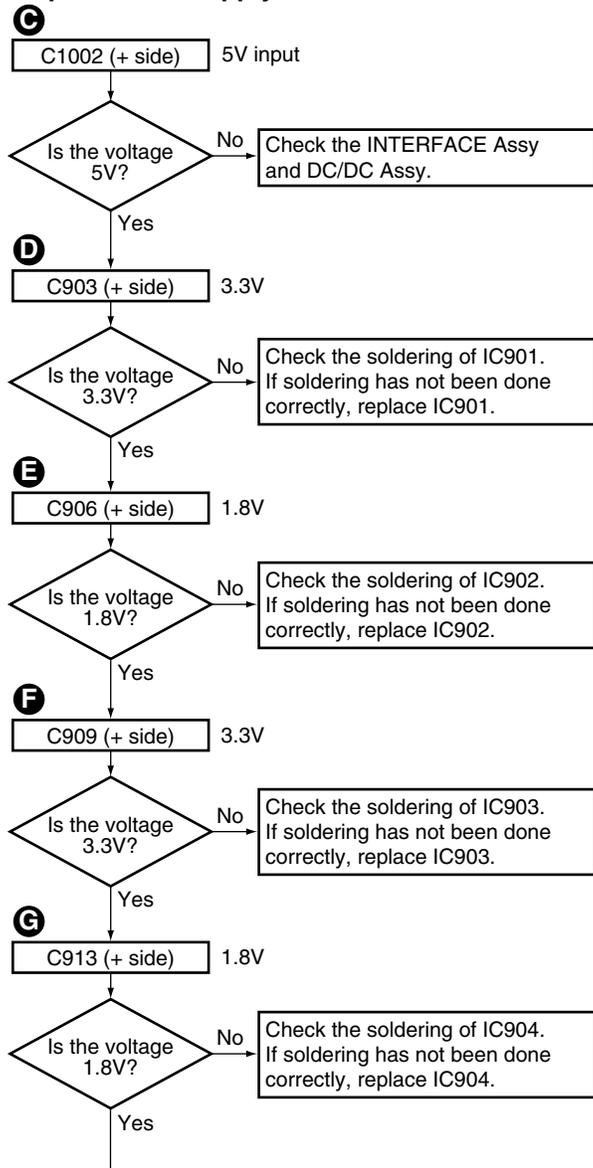 C
C1002 (+ side) 5V input
Is the voltage
5V?
No
Check the INTERFACE Assy
and DC/DC Assy.
Yes
D
C903 (+ side) 3.3V
Is the voltage
3.3V?
No
Check the soldering of IC901.
If soldering has not been done
correctly, replace IC901.
Yes
E
C906 (+ side) 1.8V
Is the voltage
1.8V?
No
Check the soldering of IC902.
If soldering has not been done
correctly, replace IC902.
Yes
F
C909 (+ side) 3.3V
Is the voltage
3.3V?
No
Check the soldering of IC903.
If soldering has not been done
correctly, replace IC903.
Yes
G
C913 (+ side) 1.8V
Is the voltage
1.8V?
No
Check the soldering of IC904.
If soldering has not been done
correctly, replace IC904.
Yes